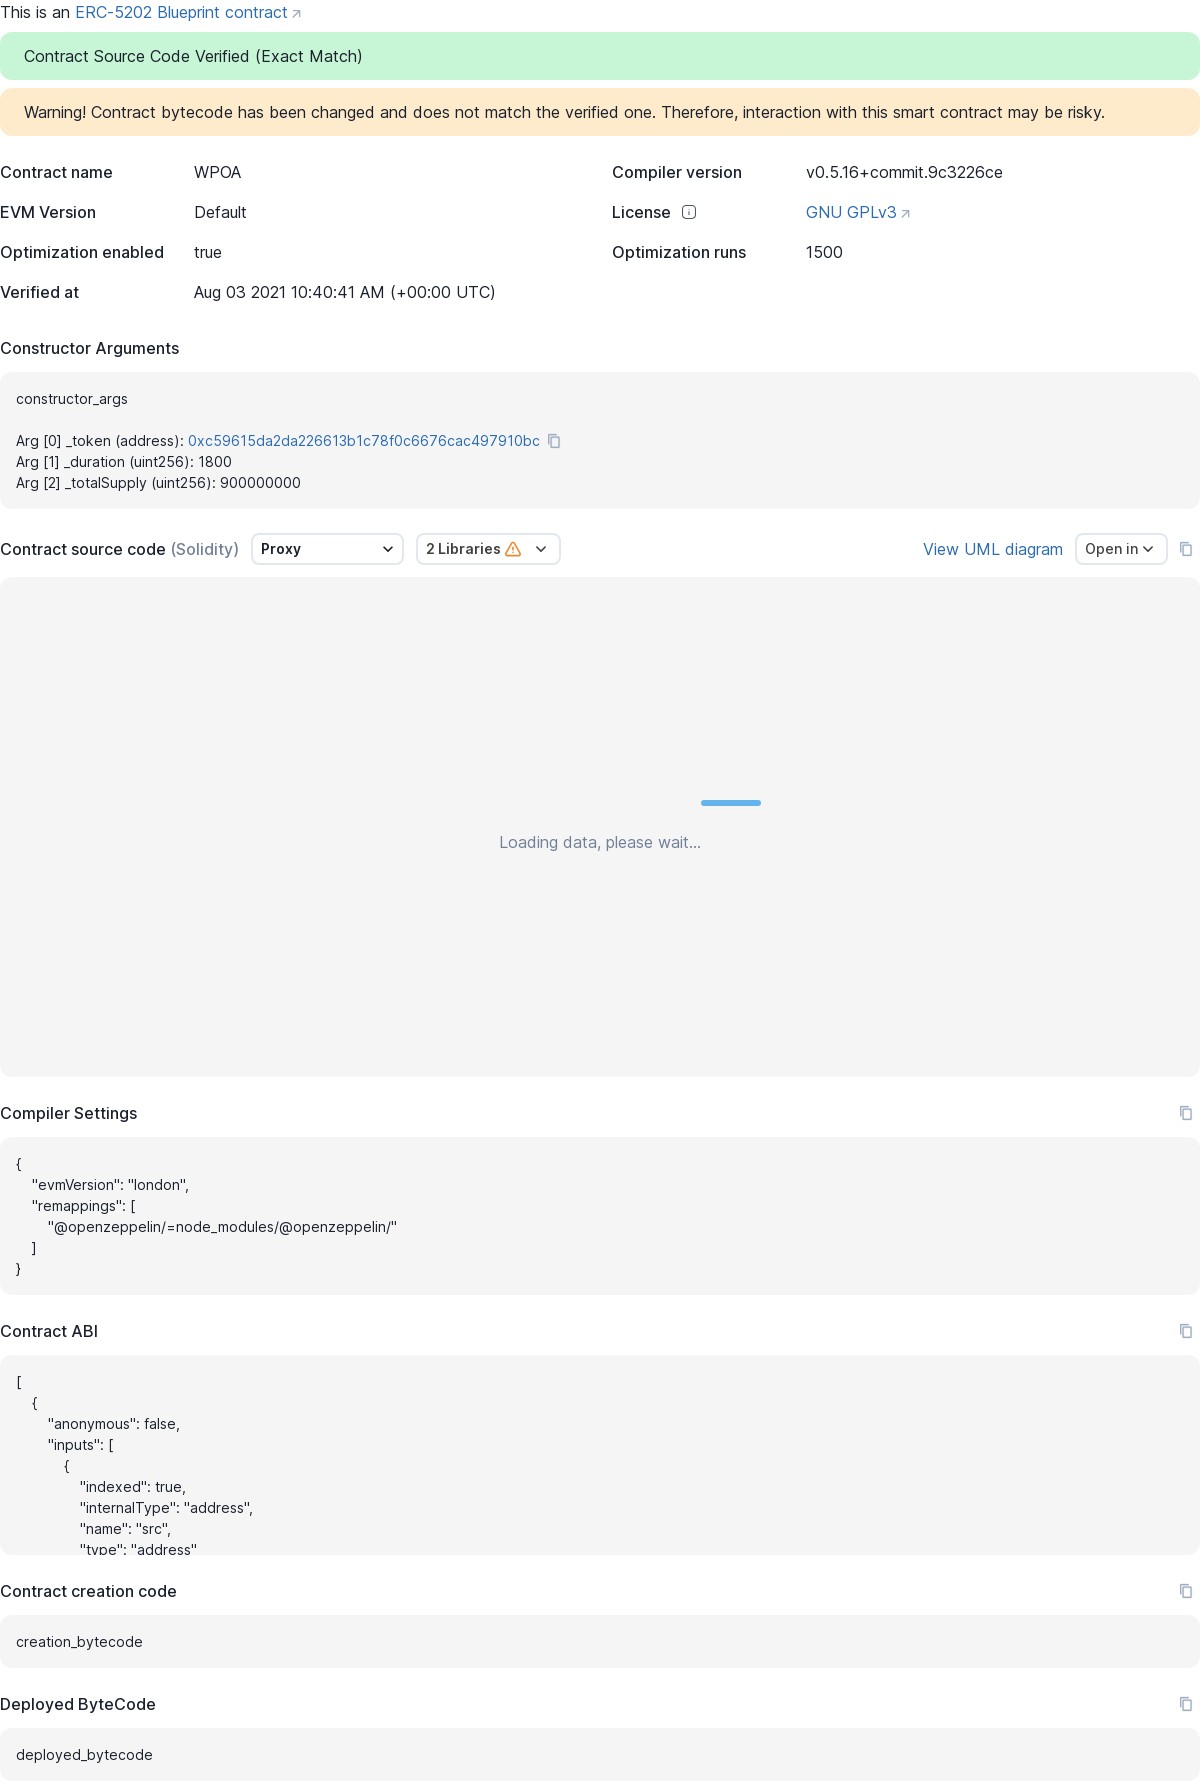 This is an ERC-5202 Blueprint contract
Contract Source Code Verified (Exact Match)
Warning! Contract bytecode has been changed and does not match the verified one. Therefore, interaction with this smart contract may be risky.
Contract name WPOA Compiler version v0.5.16+commit.9c3226ce
EVM Version Default License GNU GPLv3
Optimization enabled true Optimization runs 1500
Verified at Aug 03 2021 10:40:41 AM (+00:00 UTC)
Constructor Arguments
constructor_args
Arg [0] _token (address): 0xc59615da2da226613b1c78f0c6676cac497910bc
Arg [1] _duration (uint256): 1800
Arg [2] _totalSupply (uint256): 900000000
Contract source code (Solidity) Proxy 2 Libraries View UML diagram Open in
Loading data, please wait...
Compiler Settings
{
"evmVersion": "london",
"remappings": [
"@openzeppelin/=node_modules/@openzeppelin/"
]
}
Contract ABI
[
{
"anonymous": false,
"inputs": [
{
"indexed": true,
"internalType": "address",
"name": "src",
"type": "address"
Contract creation code
creation_bytecode
Deployed ByteCode
deployed_bytecode